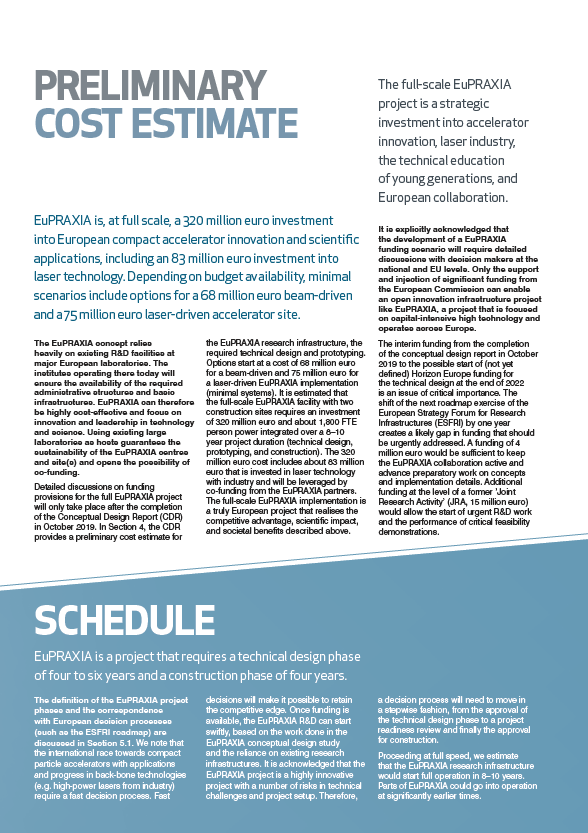 PRELIMINARY
COST ESTIMATE
The full-scale EuPRAXIA
project is a strategic
investment into accelerator
innovation, laser industry,
the technical education
of young generations, and
European collaboration.
EuPRAXIA is, at full scale, a 320 million euro investment
into European compact accelerator innovation and scientific
applications, including an 83 million euro investment into
laser technology. Depending on budget availability, minimal
scenarios include options for a 68 million euro beam-driven
and a 75 million euro laser-driven accelerator site.
The EuPRAXIA concept relies
heavily on existing R&D facilities at
major European laboratories. The
institutes operating there today will
ensure the availability of the required
administrative structures and basic
infrastructures. EuPRAXIA can therefore
be highly cost-effective and focus on
innovation and leadership in technology
and science. Using existing large
laboratories as hosts guarantees the
sustainability of the EuPRAXIA centres
and site(s) and opens the possibility of
co-funding.
Detailed discussions on funding
provisions for the full EuPRAXIA project
will only take place after the completion
of the Conceptual Design Report (CDR)
in October 2019. In Section 4, the CDR
provides a preliminary cost estimate for
the EuPRAXIA research infrastructure, the
required technical design and prototyping.
Options start at a cost of 68 million euro
for a beam-driven and 75 million euro for
a laser-driven EuPRAXIA implementation
(minimal systems). It is estimated that
the full-scale EuPRAXIA facility with two
construction sites requires an investment
of 320 million euro and about 1,800 FTE
person power integrated over a 8–10
year project duration (technical design,
prototyping, and construction). The 320
million euro cost includes about 83 million
euro that is invested in laser technology
with industry and will be leveraged by
co-funding from the EuPRAXIA partners.
The full-scale EuPRAXIA implementation is
a truly European project that realises the
competitive advantage, scientific impact,
and societal benefits described above.
It is explicitly acknowledged that
the development of a EuPRAXIA
funding scenario will require detailed
discussions with decision makers at the
national and EU levels. Only the support
and injection of significant funding from
the European Commission can enable
an open innovation infrastructure project
like EuPRAXIA, a project that is focused
on capital-intensive high technology and
operates across Europe.
The interim funding from the completion
of the conceptual design report in October
2019 to the possible start of (not yet
defined) Horizon Europe funding for
the technical design at the end of 2022
is an issue of critical importance. The
shift of the next roadmap exercise of the
European Strategy Forum for Research
Infrastructures (ESFRI) by one year
creates a likely gap in funding that should
be urgently addressed. A funding of 4
million euro would be sufficient to keep
the EuPRAXIA collaboration active and
advance preparatory work on concepts
and implementation details. Additional
funding at the level of a former 'Joint
Research Activity' (JRA, 15 million euro)
would allow the start of urgent R&D work
and the performance of critical feasibility
demonstrations.
SCHEDULE
EuPRAXIA is a project that requires a technical design phase
of four to six years and a construction phase of four years.
The definition of the EuPRAXIA project
phases and the correspondence
with European decision processes
(such as the ESFRI roadmap) are
discussed in Section 5.1. We note that
the international race towards compact
particle accelerators with applications
and progress in back-bone technologies
(e.g. high-power lasers from industry)
require a fast decision process. Fast
decisions will make it possible to retain
the competitive edge. Once funding is
available, the EuPRAXIA R&D can start
swiftly, based on the work done in the
EuPRAXIA conceptual design study
and the reliance on existing research
infrastructures. It is acknowledged that the
EuPRAXIA project is a highly innovative
project with a number of risks in technical
challenges and project setup. Therefore,
a decision process will need to move in
a stepwise fashion, from the approval of
the technical design phase to a project
readiness review and finally the approval
for construction.
Proceeding at full speed, we estimate
that the EuPRAXIA research infrastructure
would start full operation in 8–10 years.
Parts of EuPRAXIA could go into operation
at significantly earlier times.